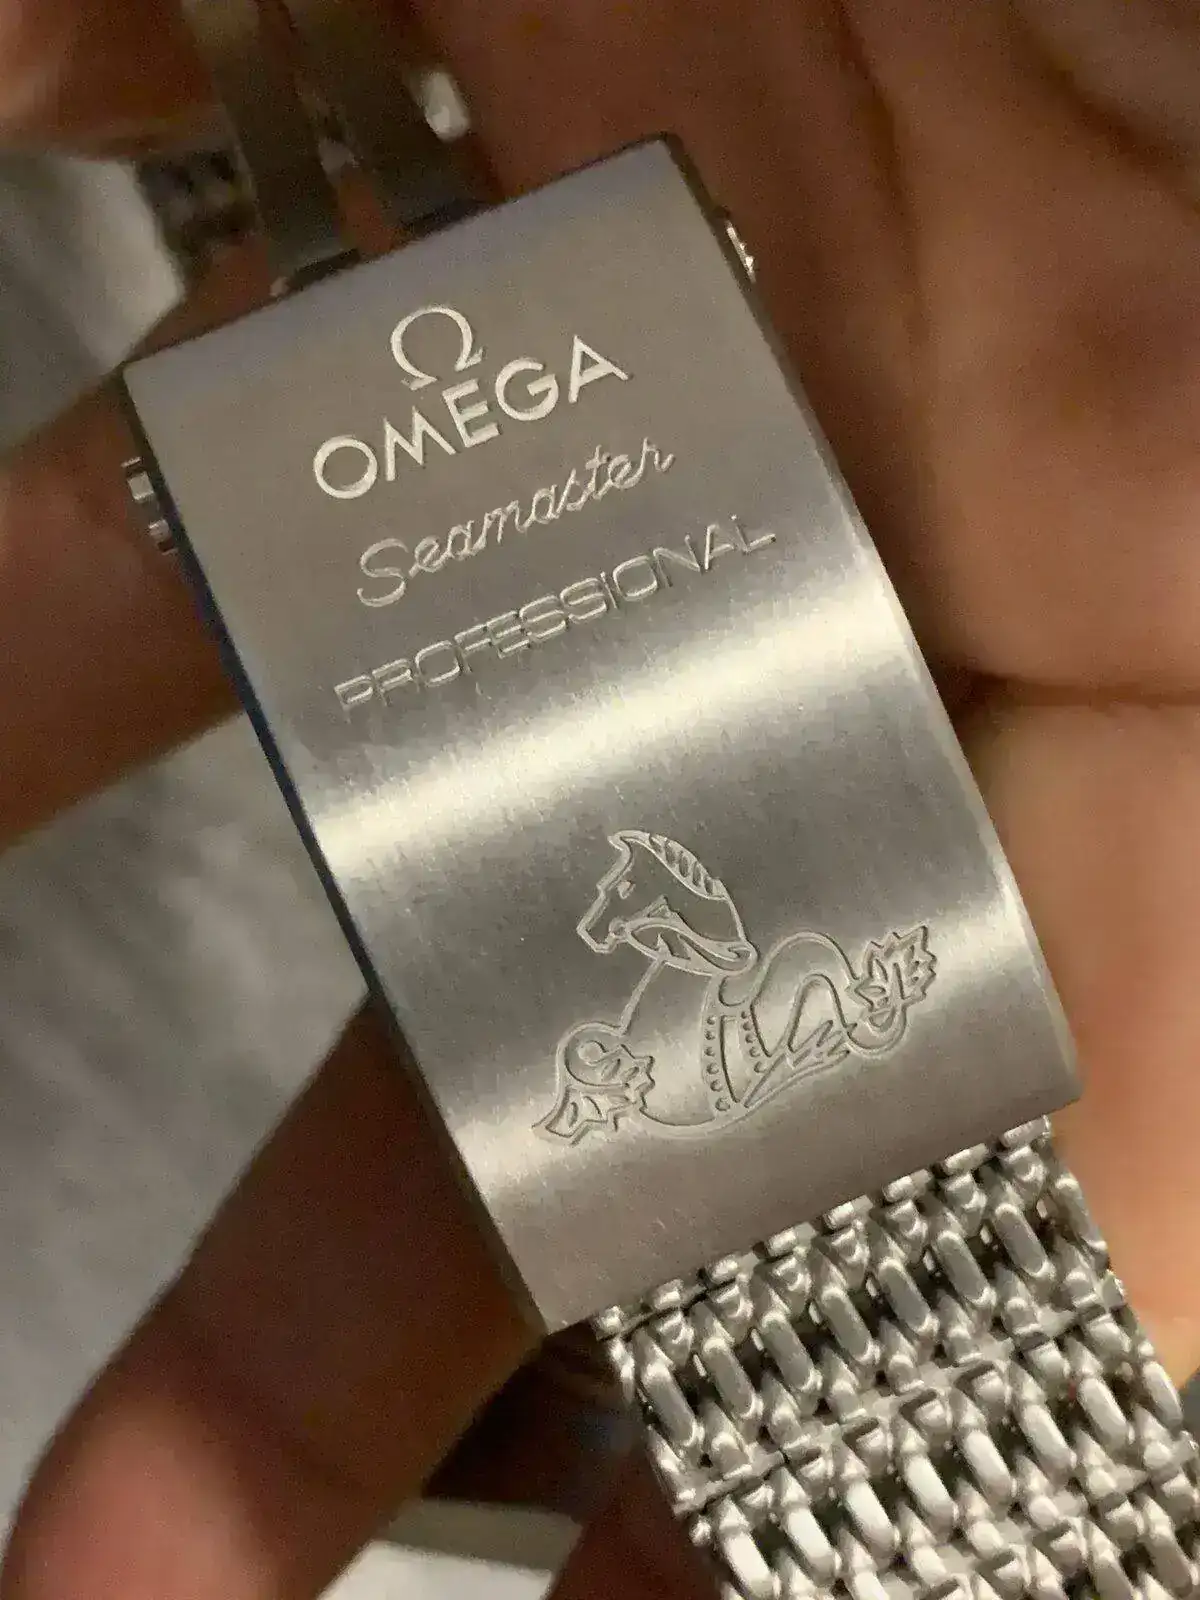 Ω
OMEGA
Seamaster
PROFESSIONAL